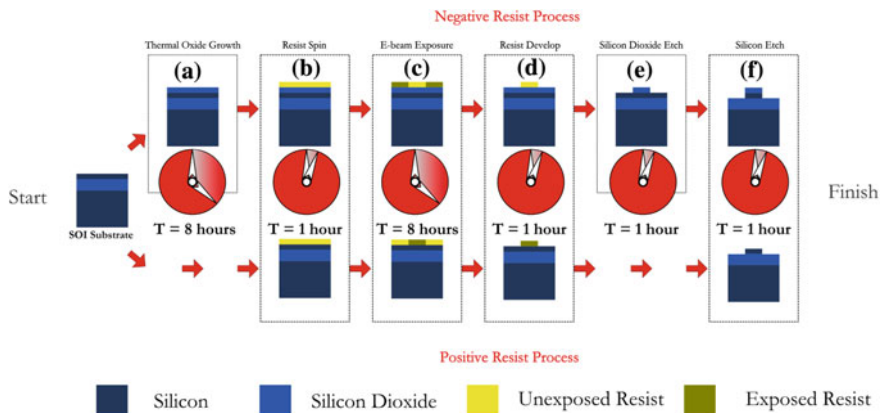 Negative Resist Process
Thermal Oxide Growth
Resist Spin
E-beam Exposure
Resist Develop
Silicon Dioxide Etch
Silicon Etch
(a)
(b)
(c)
(d)
(e)
(f)
Start
SOI Substrate
Finish
T = 8 hours
T = 1 hour
T = 8 hours
T = 1 hour
T = 1 hour
T = 1 hour
Positive Resist Process
Silicon
Silicon Dioxide
Unexposed Resist
Exposed Resist